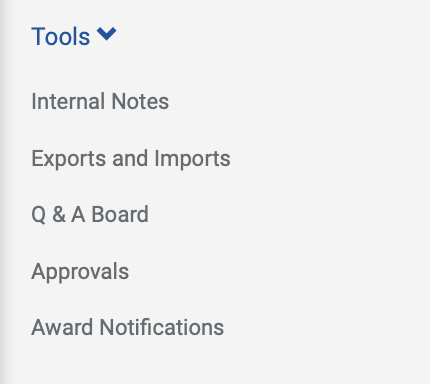 Tools
Internal Notes
Exports and Imports
Q & A Board
Approvals
Award Notifications